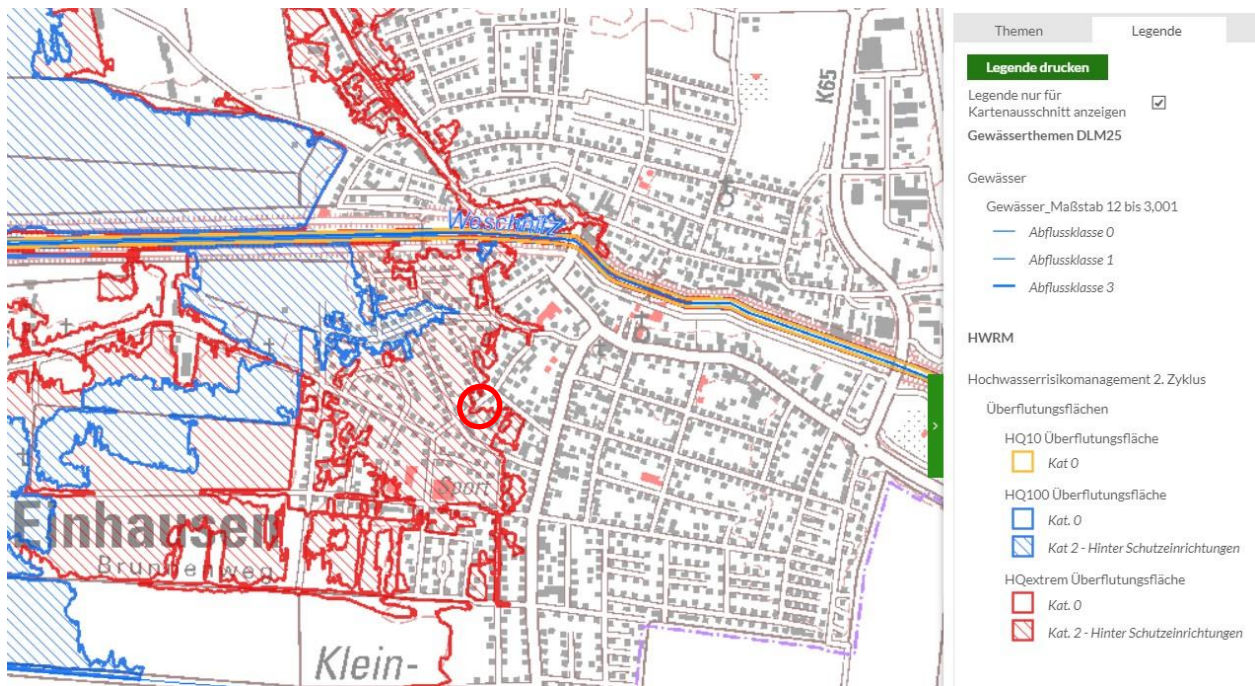 Weschnitz
K65
Sport
Einhausen
Brunnenweg
Klein-
Themen
Legende
Legende drucken
Legende nur für
Kartenausschnitt anzeigen
Gewässerthemen DLM25
Gewässer
Gewässer_Maßstab 12 bis 3,001
Abflussklasse 0
Abflussklasse 1
Abflussklasse 3
HWRM
Hochwasserrisikomanagement 2. Zyklus
Überflutungsflächen
HQ10 Überflutungsfläche
Kat 0
HQ100 Überflutungsfläche
Kat. 0
Kat 2 - Hinter Schutzeinrichtungen
HQextrem Überflutungsfläche
Kat. 0
Kat. 2 - Hinter Schutzeinrichtungen